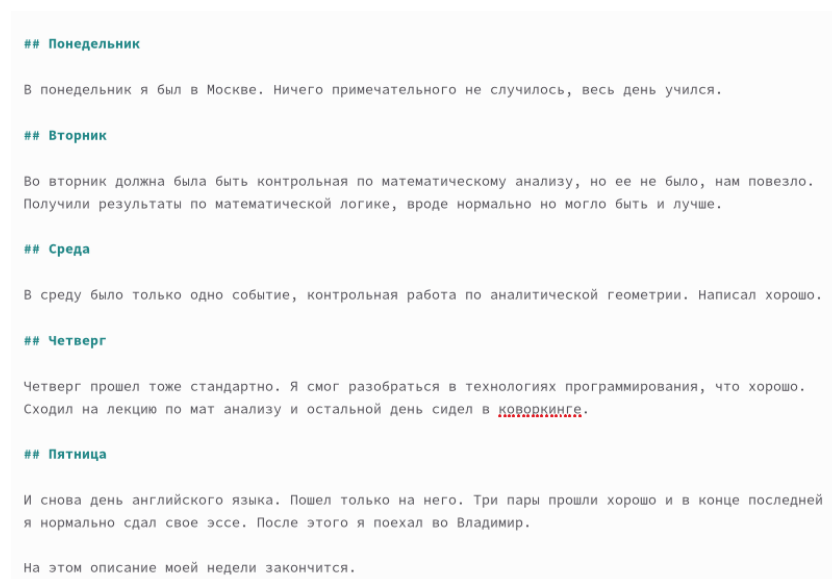 ## Понедельник
В понедельник я был в Москве. Ничего примечательного не случилось, весь день учился.
## Вторник
Во вторник должна была быть контрольная по математическому анализу, но ее не было, нам повезло.
Получили результаты по математической логике, вроде нормально но могло быть и лучше.
## Среда
В среду было только одно событие, контрольная работа по аналитической геометрии. Написал хорошо.
## Четверг
Четверг прошел тоже стандартно. Я смог разобраться в технологиях программирования, что хорошо.
Сходил на лекцию по мат анализу и остальной день сидел в коворкинге.
## Пятница
И снова день английского языка. Пошел только на него. Три пары прошли хорошо и в конце последней
я нормально сдал свое эссе. После этого я поехал во Владимир.
На этом описание моей недели закончится.